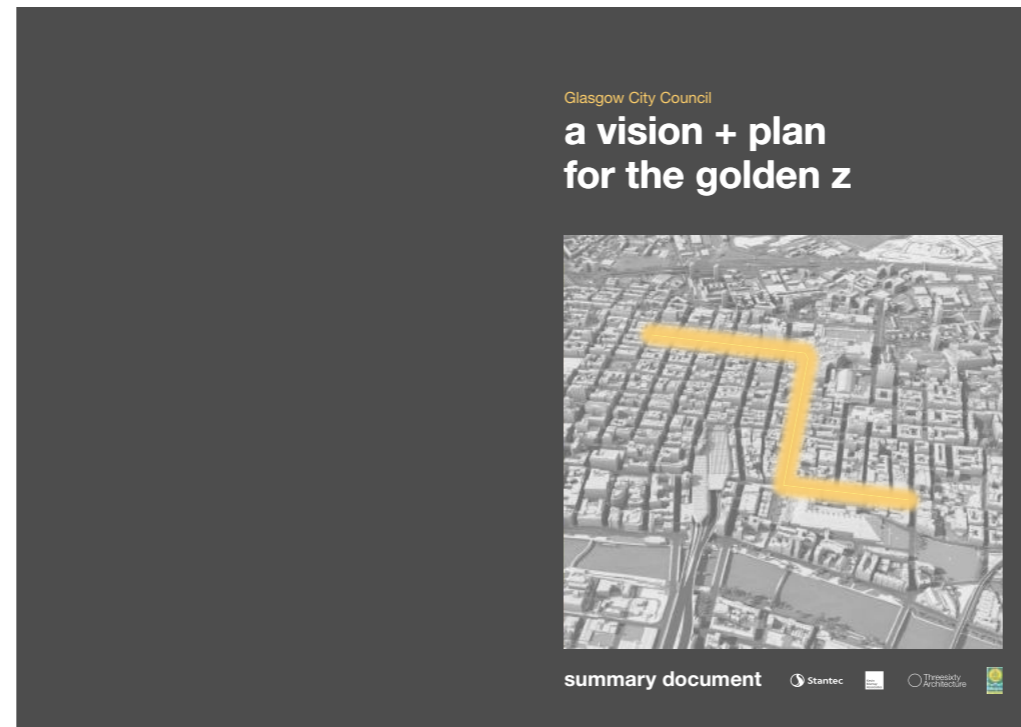 Glasgow City Council
a vision + plan
for the golden z
summary document
Stantec
Threesixty
Architecture